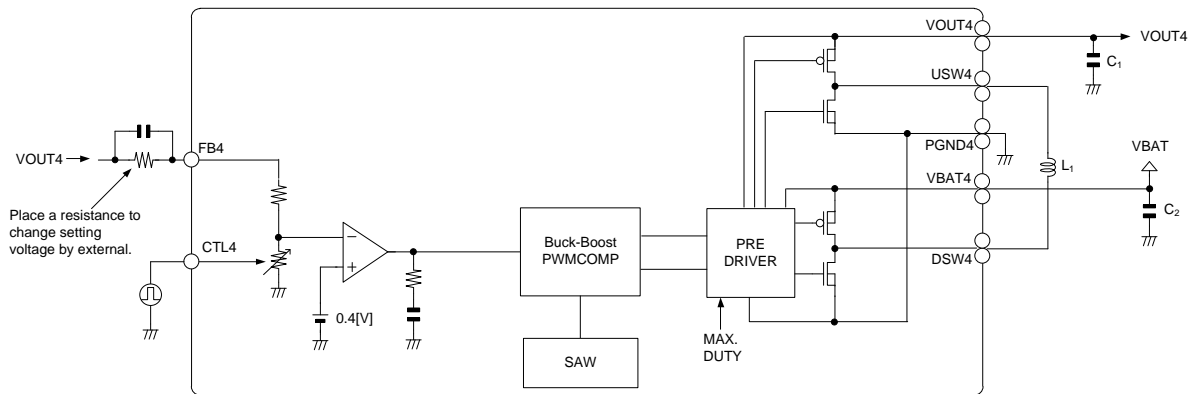 VOUT4
VOUT4
C1
USW4
VOUT4
FB4
PGND4
VBAT
L1
VBAT4
Place a resistance to
change setting
voltage by external.
CTL4
Buck-Boost
PWMCOMP
PRE
DRIVER
C2
DSW4
0.4[V]
MAX.
DUTY
SAW